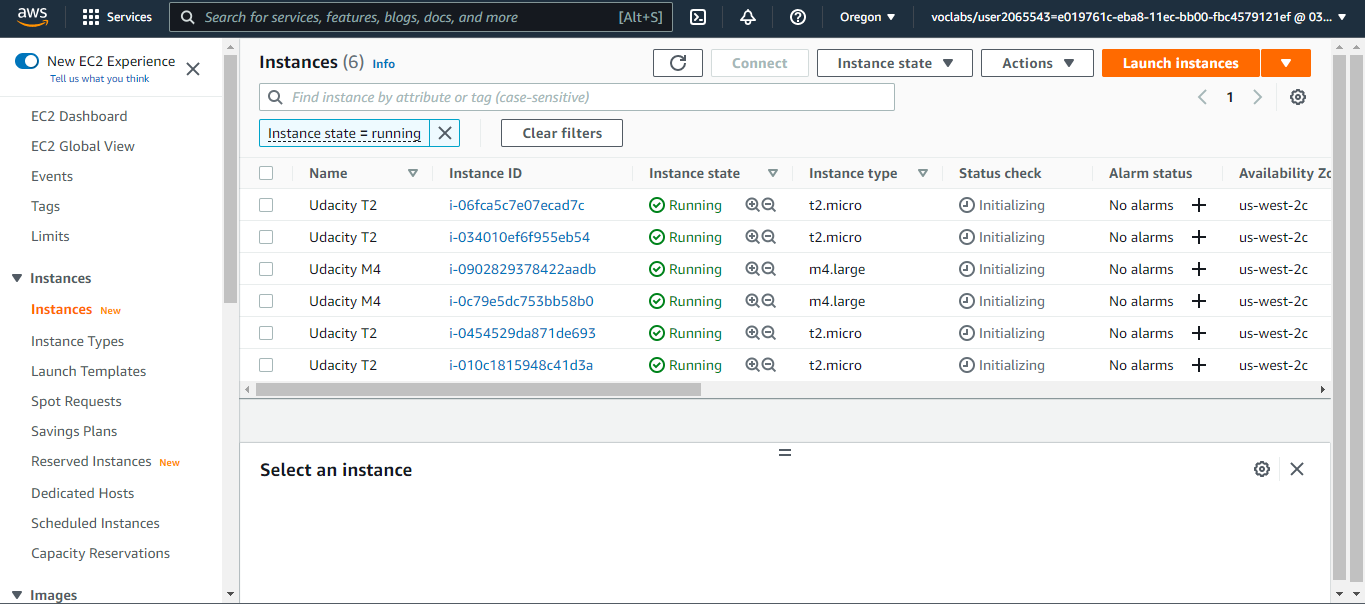 aws Services Search for services, features, blogs, docs, and more [Alt+S] Oregon ▼ voclabs/user2065543=e019761c-eba8-11ec-bb00-fbc4579121ef @ 03... ▼
New EC2 Experience
Tell us what you think
EC2 Dashboard
EC2 Global View
Events
Tags
Limits
Instances
Instances New
Instance Types
Launch Templates
Spot Requests
Savings Plans
Reserved Instances New
Dedicated Hosts
Scheduled Instances
Capacity Reservations
Images
Instances (6) Info Connect Instance state ▼ Actions ▼ Launch instances ▼
Find instance by attribute or tag (case-sensitive) 1
Instance state = running Clear filters
Name Instance ID Instance state Instance type Status check Alarm status Availability Zo
Udacity T2 i-06fca5c7e07ecad7c Running t2.micro Initializing No alarms + us-west-2c
Udacity T2 i-034010ef6f955eb54 Running t2.micro Initializing No alarms + us-west-2c
Udacity M4 i-0902829378422aadb Running m4.large Initializing No alarms + us-west-2c
Udacity M4 i-0c79e5dc753bb58b0 Running m4.large Initializing No alarms + us-west-2c
Udacity T2 i-0454529da871de693 Running t2.micro Initializing No alarms + us-west-2c
Udacity T2 i-010c1815948c41d3a Running t2.micro Initializing No alarms + us-west-2c
Select an instance